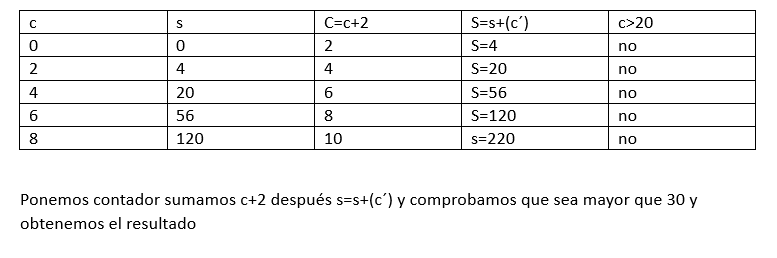 c s C=c+2 S=s+(c´) c>20
0 0 2 S=4 no
2 4 4 S=20 no
4 20 6 S=56 no
6 56 8 S=120 no
8 120 10 s=220 no
Ponemos contador sumamos c+2 después s=s+(c´) y comprobamos que sea mayor que 30 y
obtenemos el resultado